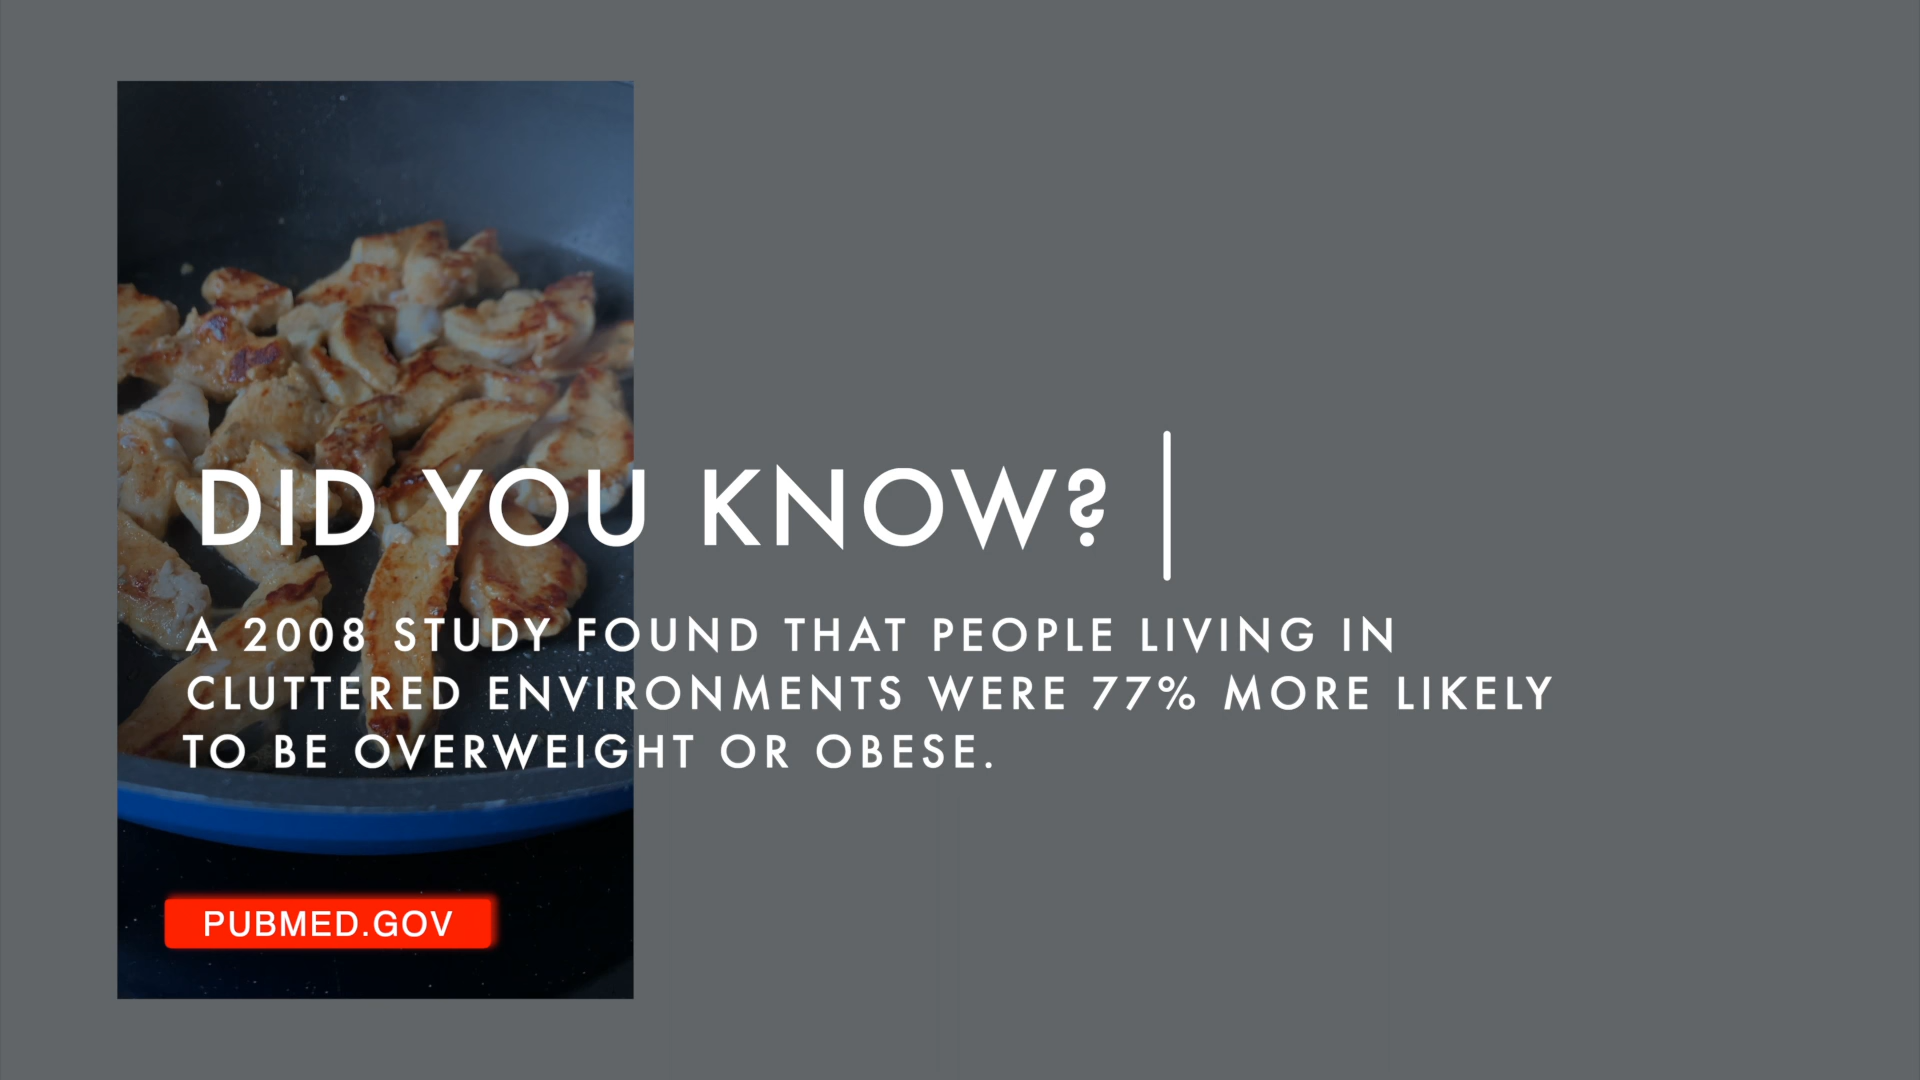 DID YOU KNOW?
A 2008 STUDY FOUND THAT PEOPLE LIVING IN
CLUTTERED ENVIRONMENTS WERE 77% MORE LIKELY
TO BE OVERWEIGHT OR OBESE.
PUBMED.GOV